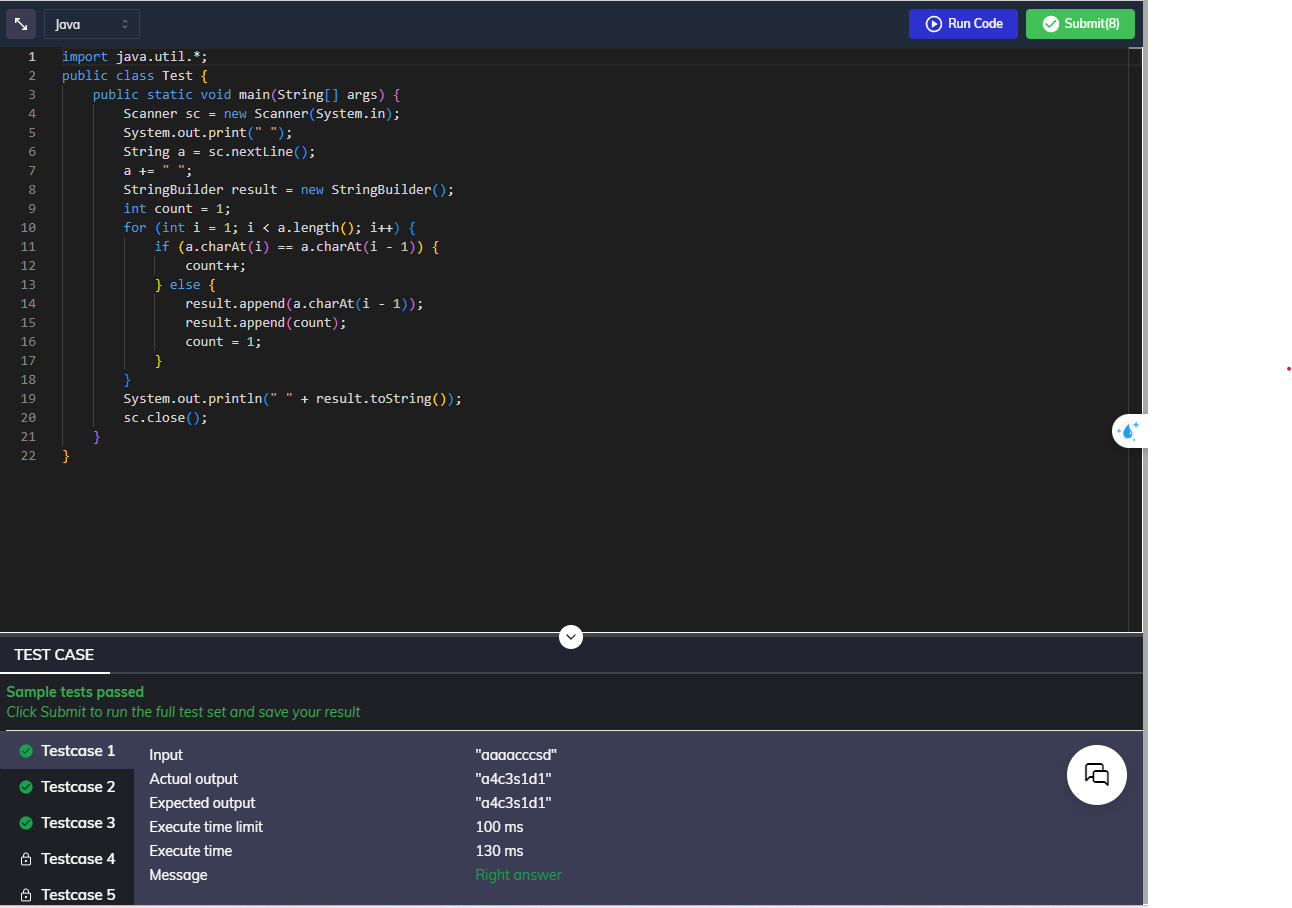 Java
Run Code
Submit(8)
1 import java.util.*;
2 public class Test {
3 public static void main(String[] args) {
4 Scanner sc = new Scanner(System.in);
5 System.out.print(" ");
6 String a = sc.nextLine();
7 a += " ";
8 StringBuilder result = new StringBuilder();
9 int count = 1;
10 for (int i = 1; i < a.length(); i++) {
11 if (a.charAt(i) == a.charAt(i - 1)) {
12 count++;
13 } else {
14 result.append(a.charAt(i - 1));
15 result.append(count);
16 count = 1;
17 }
18 }
19 System.out.println(" " + result.toString());
20 sc.close();
21 }
22 }
TEST CASE
Sample tests passed
Click Submit to run the full test set and save your result
Testcase 1
Testcase 2
Testcase 3
Testcase 4
Testcase 5
Input "aaaacccsd"
Actual output "a4c3s1d1"
Expected output "a4c3s1d1"
Execute time limit 100 ms
Execute time 130 ms
Message Right answer